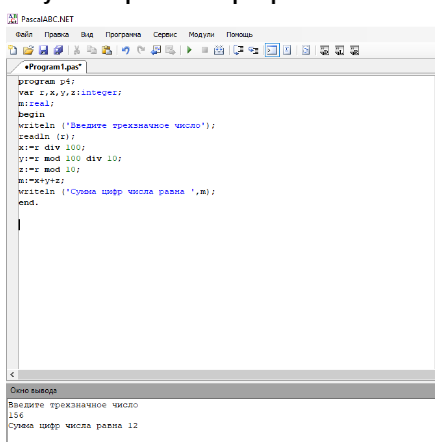 PascalABC.NET
Файл Правка Вид Программа Сервис Модули Помощь
•Program1.pas*
program p4;
var r,x,y,z:integer;
m:real;
begin
writeln ('Введите трехзначное число');
readln (r);
x:=r div 100;
y:=r mod 100 div 10;
z:=r mod 10;
m:=x+y+z;
writeln ('Сумма цифр числа равна ',m);
end.
Окно вывода
Введите трехзначное число
156
Сумма цифр числа равна 12